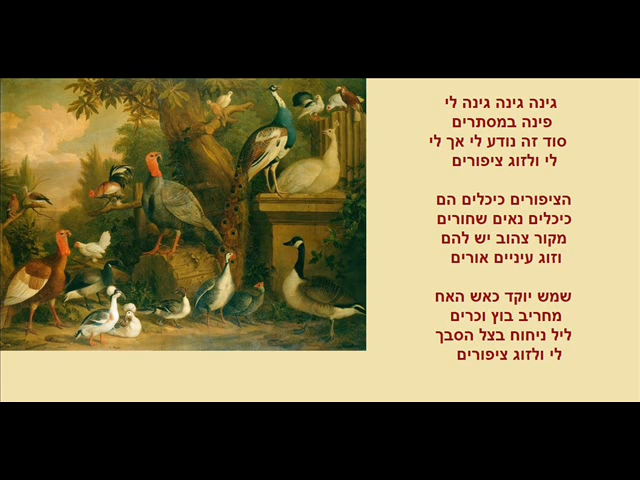 גינה גינה גינה לי
פינה במסתרים
סוד זה נודע לי אך לי
לי ולזוג ציפורים
הציפורים כיכלים הם
כיכלים נאים שחורים
מקור צהוב יש להם
וזוג עיניים אורים
שמש יוקד כאש האח
מחריב בוץ וכרים
ליל ניחוח בצל הסבך
לי ולזוג ציפורים